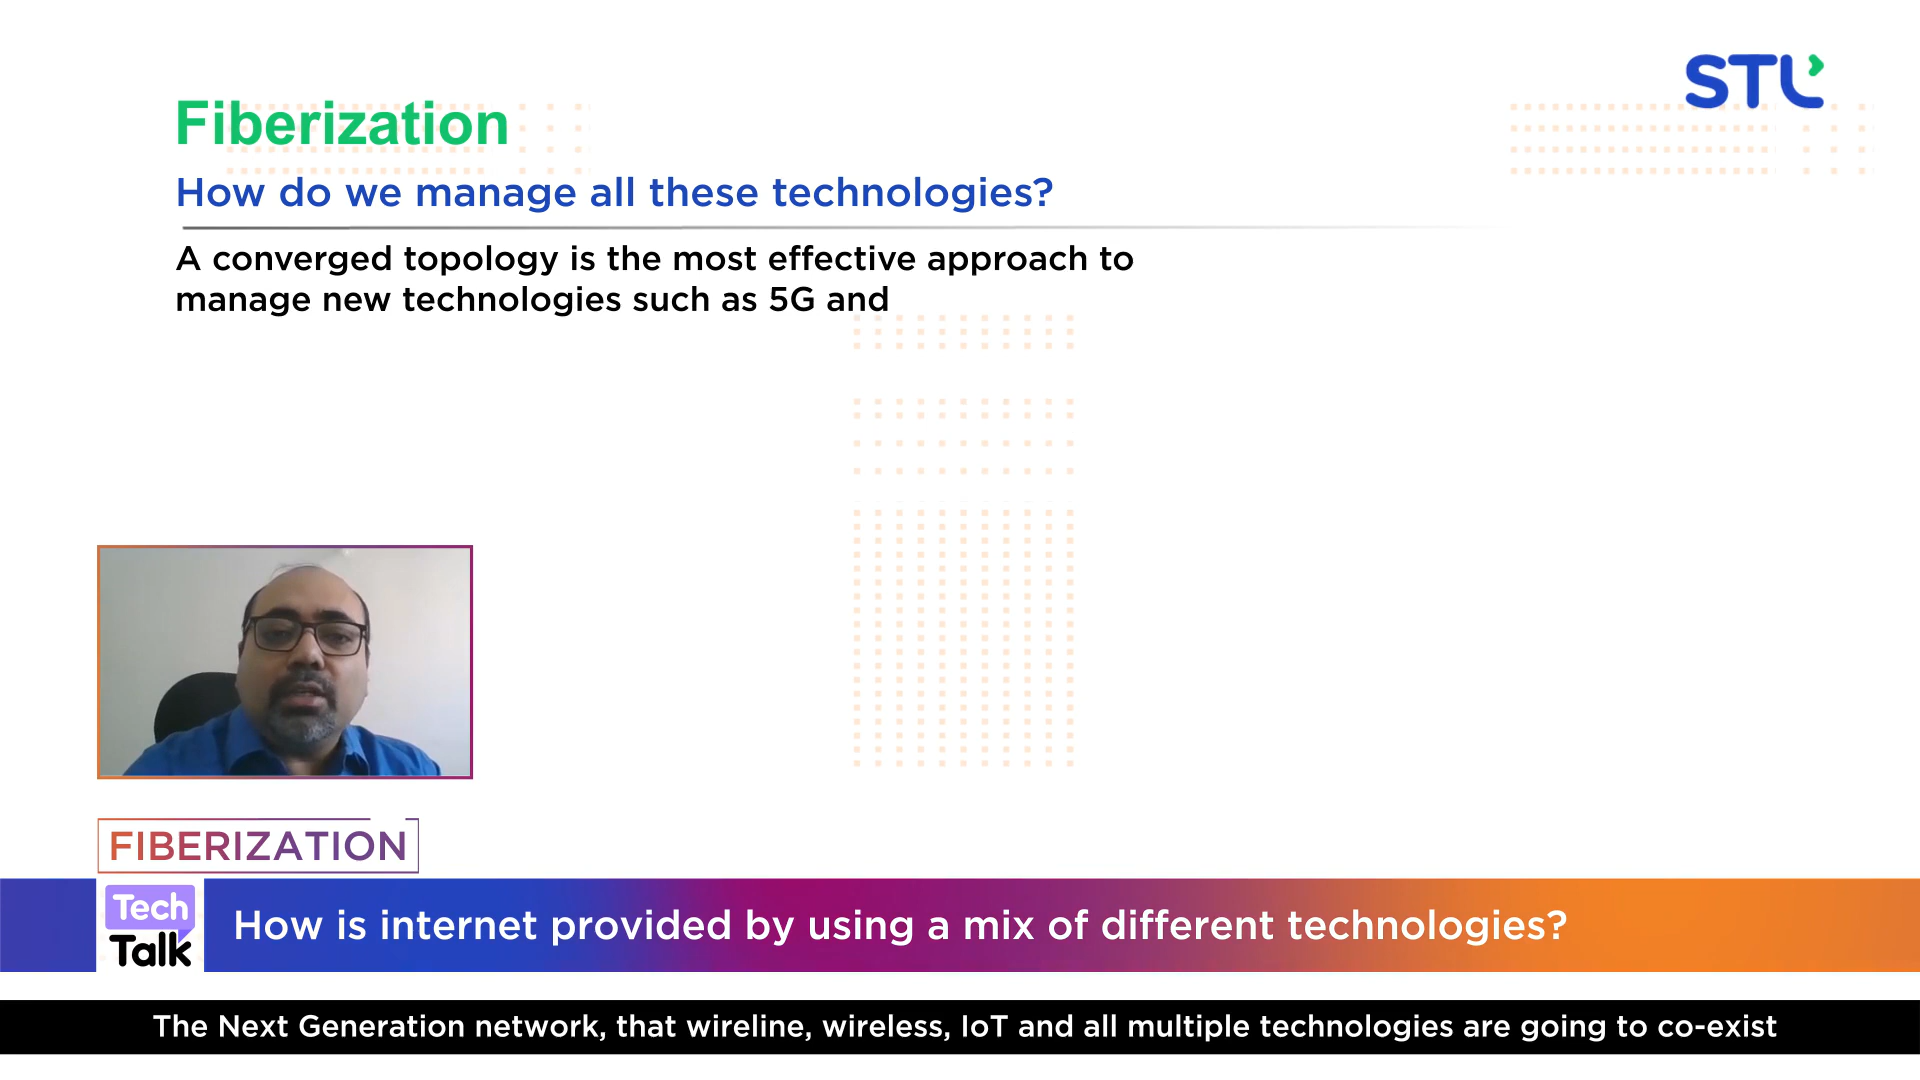 STL
Fiberization
How do we manage all these technologies?
A converged topology is the most effective approach to
manage new technologies such as 5G and
FIBERIZATION
Tech
Talk
How is internet provided by using a mix of different technologies?
The Next Generation network, that wireline, wireless, IoT and all multiple technologies are going to co-exist